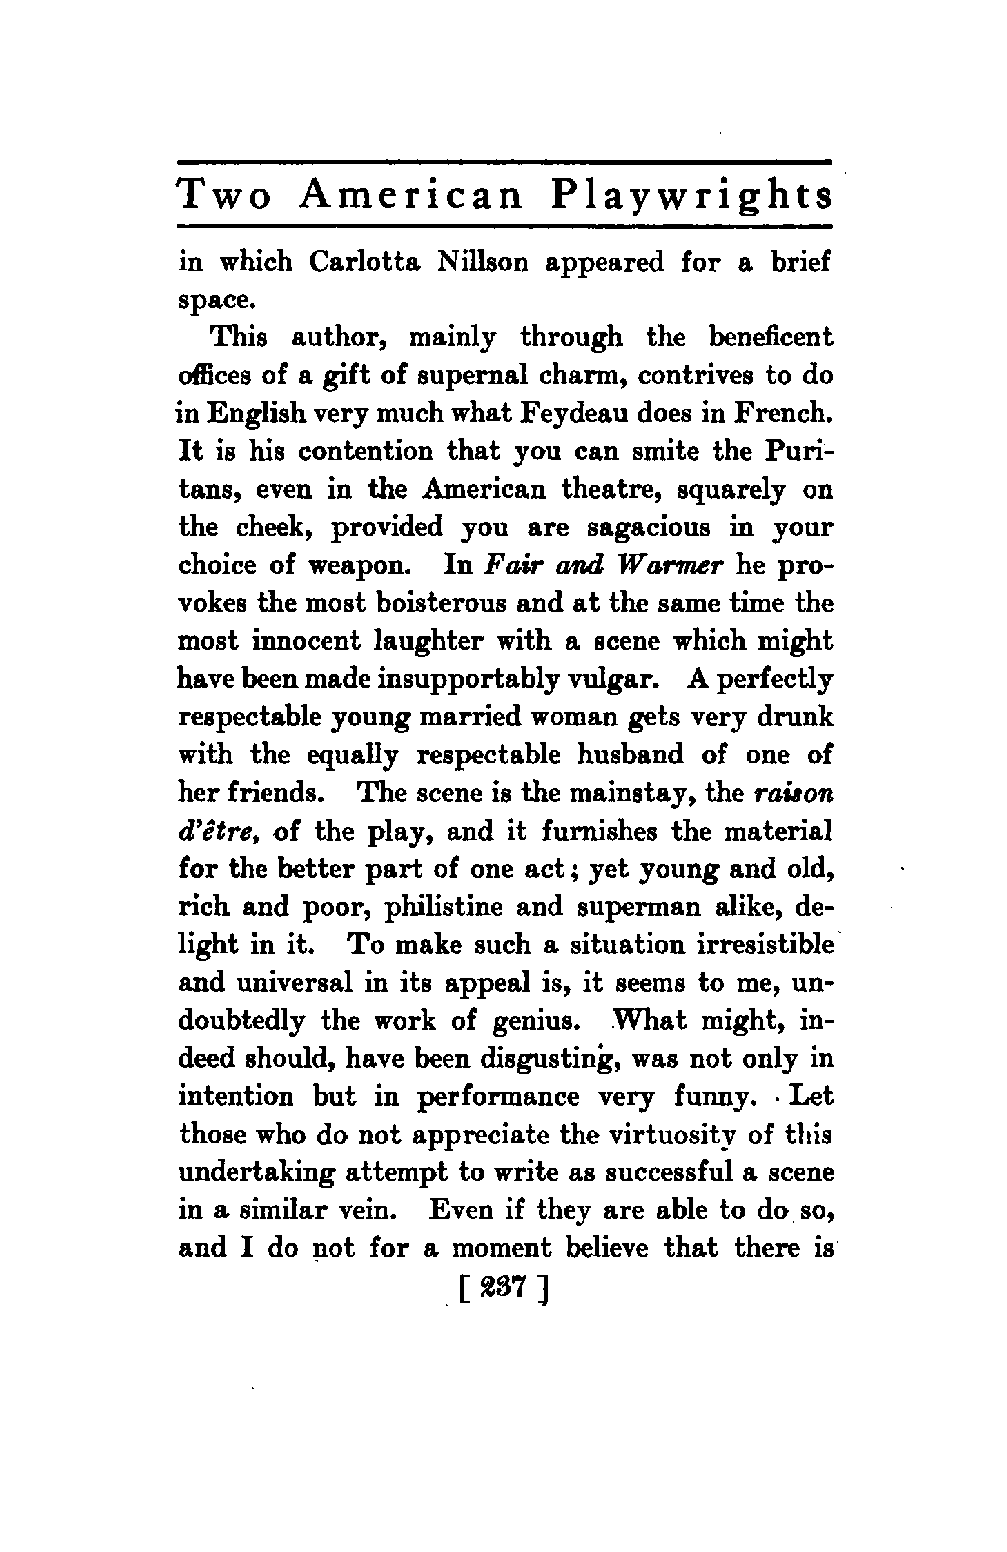 Two American Playwrights
in which Carlotta Nillson appeared for a brief
space.
This author, mainly through the beneficent
offices of a gift of supernal charm, contrives to do
in English very much what Feydeau does in French.
It is his contention that you can smite the Puri-
tans, even in the American theatre, squarely on
the cheek, provided you are sagacious in your
choice of weapon. In Fair and Warmer he pro-
vokes the most boisterous and at the same time the
most innocent laughter with a scene which might
have been made insupportably vulgar. A perfectly
respectable young married woman gets very drunk
with the equally respectable husband of one of
her friends. The scene is the mainstay, the raison
d'être, of the play, and it furnishes the material
for the better part of one act; yet young and old,
rich and poor, philistine and superman alike, de-
light in it. To make such a situation irresistible
and universal in its appeal is, it seems to me, un-
doubtedly the work of genius. What might, in-
deed should, have been disgusting, was not only in
intention but in performance very funny. Let
those who do not appreciate the virtuosity of this
undertaking attempt to write as successful a scene
in a similar vein. Even if they are able to do so,
and I do not for a moment believe that there is
[ 237 ]